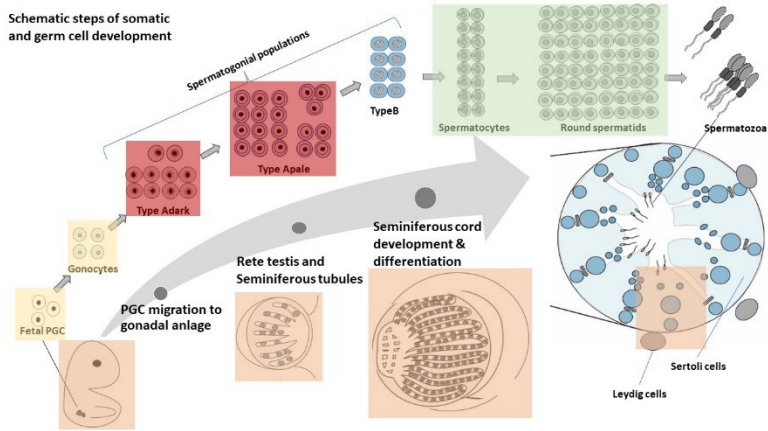 Schematic steps of somatic
and germ cell development
Spermatogonial populations
TypeB
Spermatocytes
Round spermatids
Spermatozoa
Type Apale
Type Adark
Gonocytes
Fetal PGC
PGC migration to
gonadal anlage
Rete testis and
Seminiferous tubules
Seminiferous cord
development &
differentiation
Sertoli cells
Leydig cells